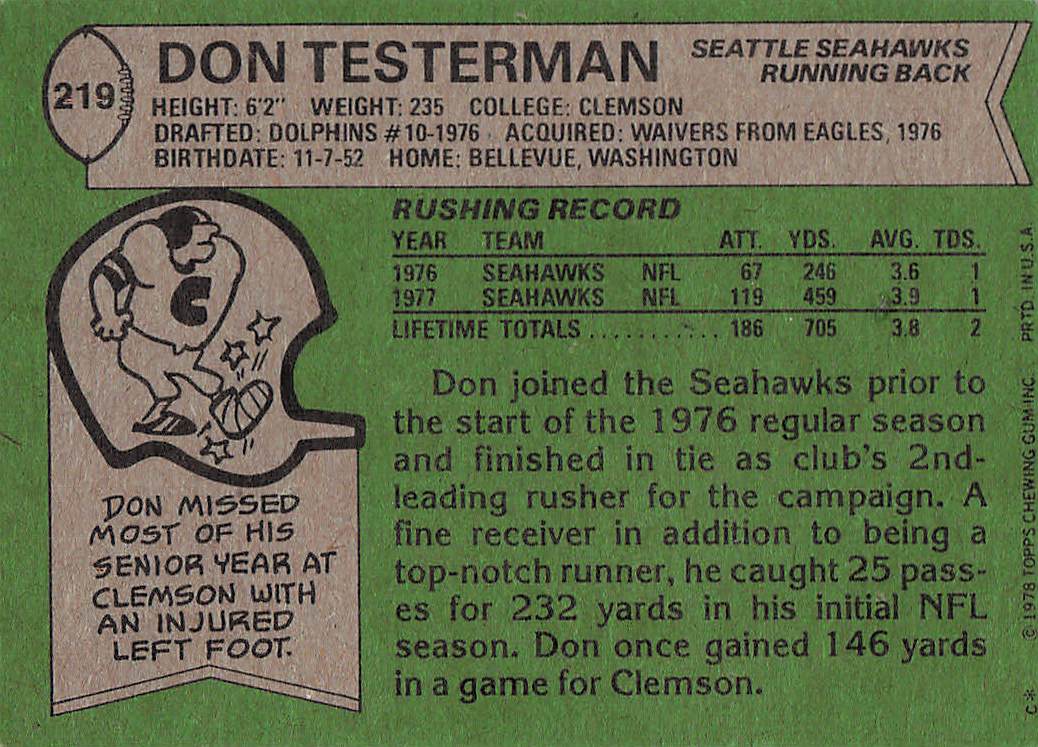 219
DON TESTERMAN
SEATTLE SEAHAWKS
RUNNING BACK
HEIGHT: 6'2" WEIGHT: 235 COLLEGE: CLEMSON
DRAFTED: DOLPHINS #10-1976 ACQUIRED: WAIVERS FROM EAGLES, 1976
BIRTHDATE: 11-7-52 HOME: BELLEVUE, WASHINGTON
RUSHING RECORD
YEAR TEAM ATT. YDS. AVG. TDS.
1976 SEAHAWKS NFL 67 246 3.6 1
1977 SEAHAWKS NFL 119 459 3.9 1
LIFETIME TOTALS ............ 186 705 3.8 2
C
DON MISSED
MOST OF HIS
SENIOR YEAR AT
CLEMSON WITH
AN INJURED
LEFT FOOT.
Don joined the Seahawks prior to
the start of the 1976 regular season
and finished in tie as club's 2nd-
leading rusher for the campaign. A
fine receiver in addition to being a
top-notch runner, he caught 25 pass-
es for 232 yards in his initial NFL
season. Don once gained 146 yards
in a game for Clemson.
C* © 1978 TOPPS CHEWING GUM INC. PRTD IN U.S.A.